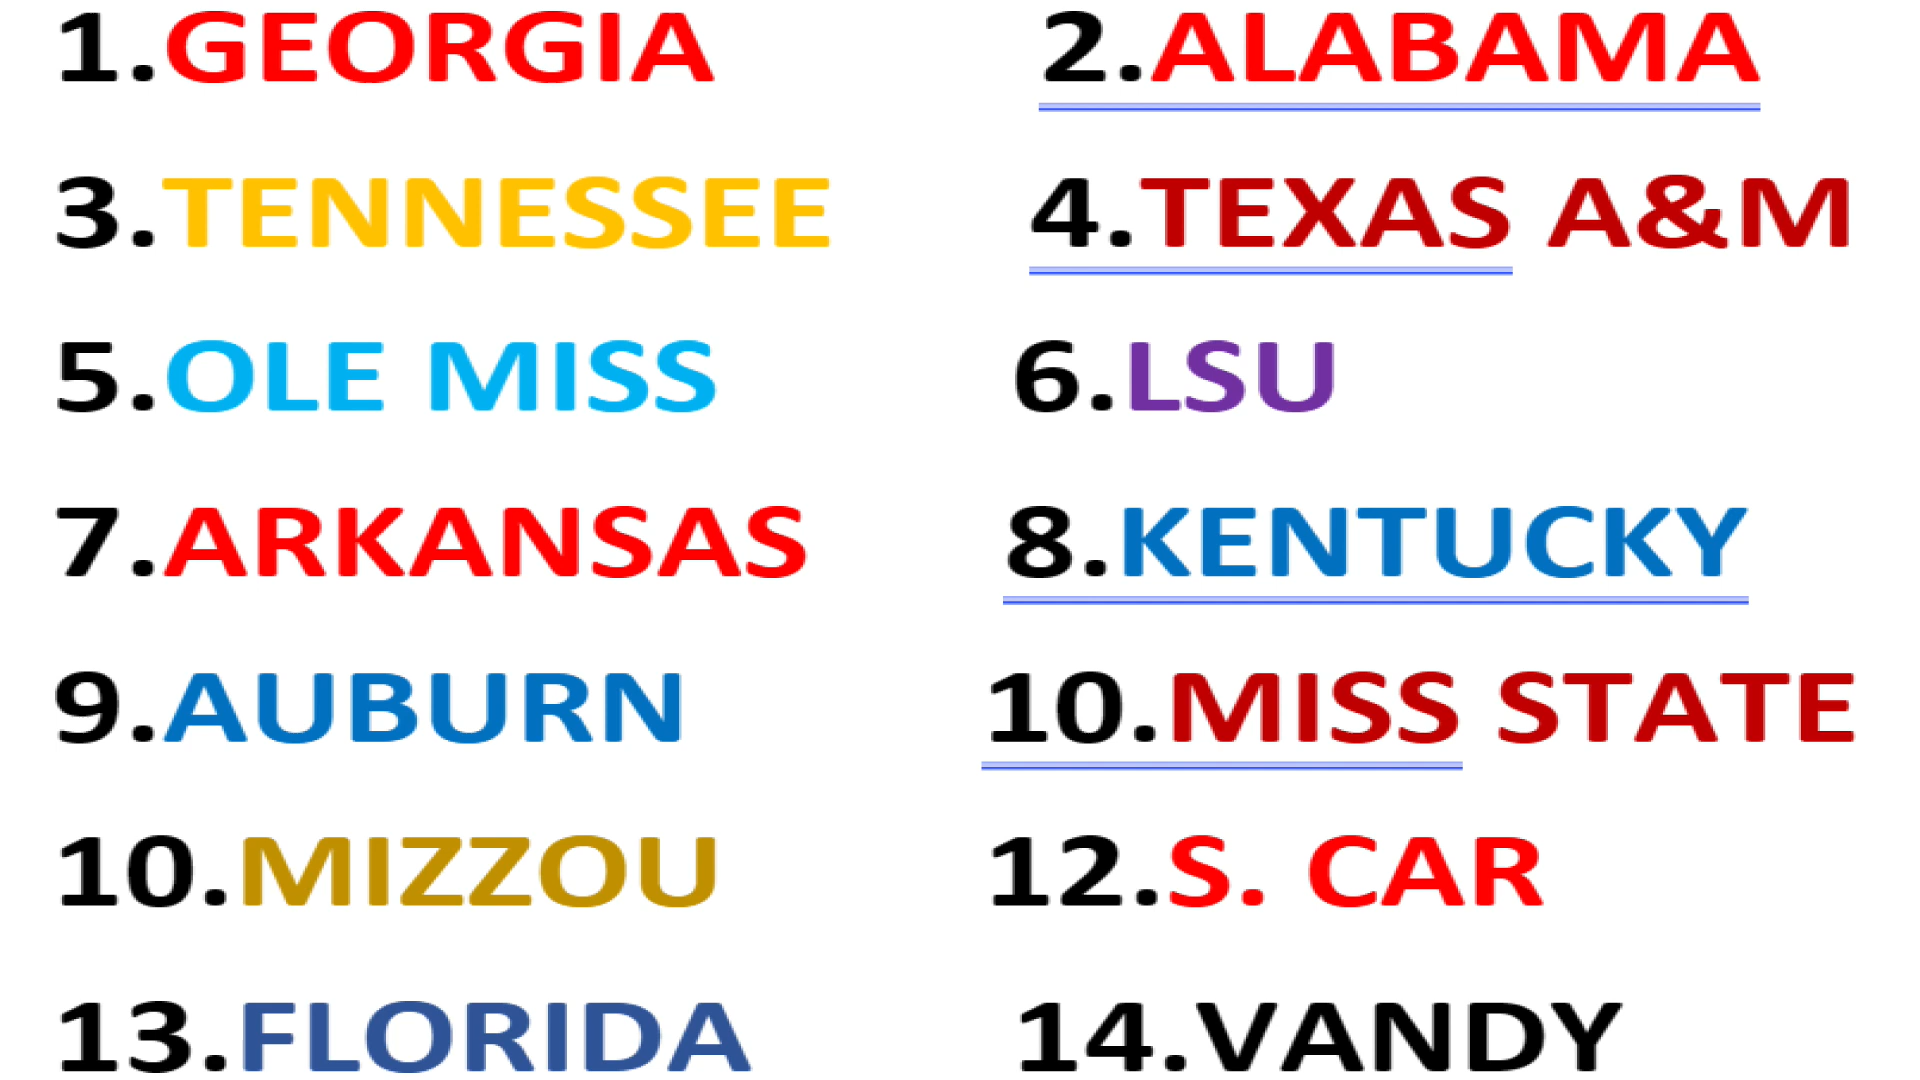 1.GEORGIA 2.ALABAMA
3.TENNESSEE 4.TEXAS A&M
5.OLE MISS 6.LSU
7.ARKANSAS 8.KENTUCKY
9.AUBURN 10.MISS STATE
10.MIZZOU 12.S. CAR
13.FLORIDA 14.VANDY